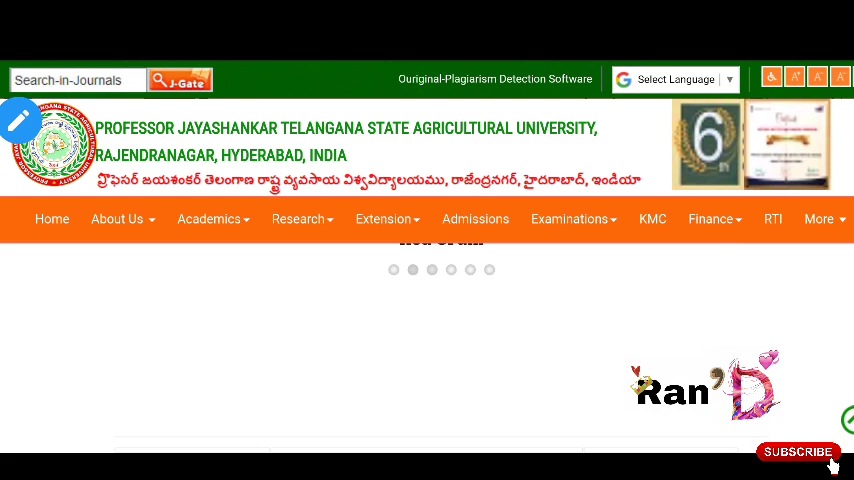 Search-in-Journals
J-Gate
Ouriginal-Plagiarism Detection Software
Select Language
A+
A-
A-
PROFESSOR JAYASHANKAR TELANGANA STATE AGRICULTURAL UNIVERSITY,
RAJENDRANAGAR, HYDERABAD, INDIA
ప్రొఫెసర్ జయశంకర్ తెలంగాణ రాష్ట్ర వ్యవసాయ విశ్వవిద్యాలయము, రాజేంద్రనగర్, హైదరాబాద్, ఇండియా
6
th
Home About Us Academics Research Extension Admissions Examinations KMC Finance RTI More
Ran'D
SUBSCRIBE